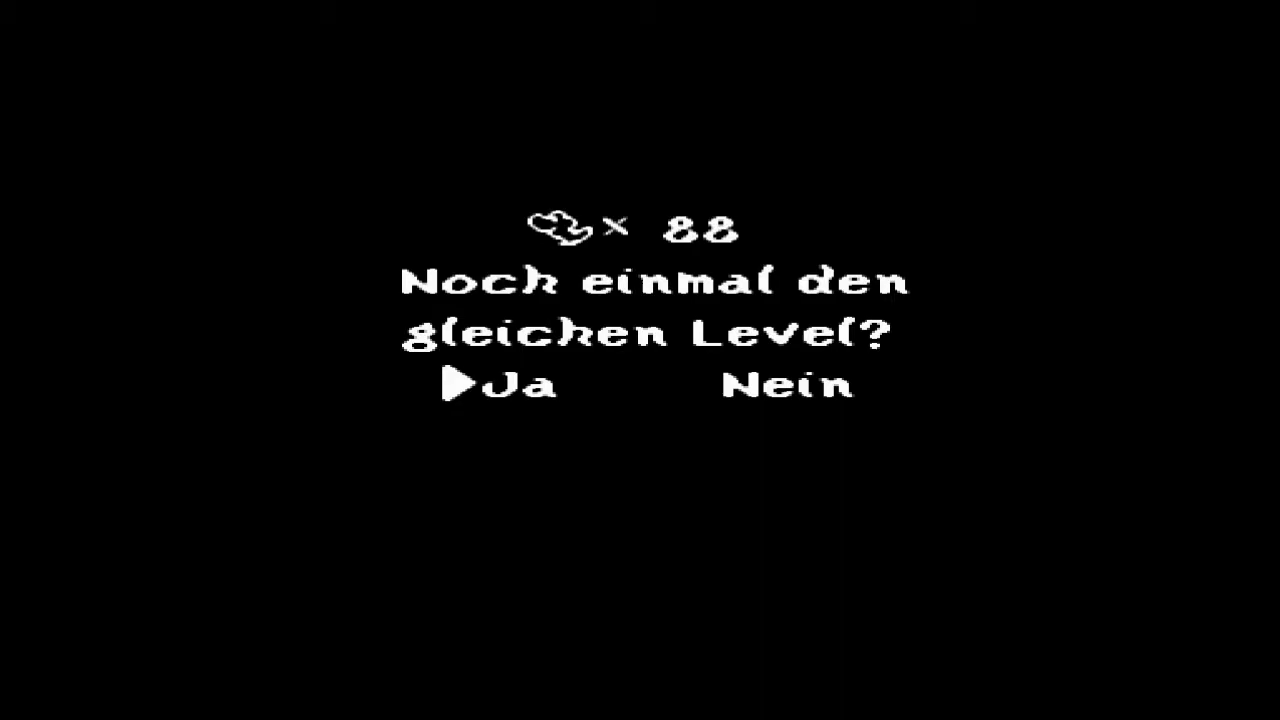 × 88
Noch einmal den
gleichen Level?
▶Ja Nein